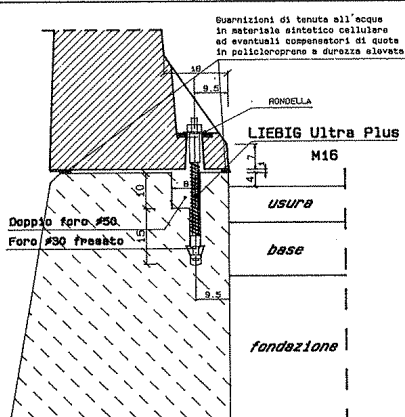 Guarnizioni di tenuta all'acqua
in materiale sintetico cellulare
ed eventuali compensatori di quota
in policloroprene a durezza elevata
18
9.5
RONDELLA
LIEBIG Ultra Plus
M16
7
4
1
10
8
15
usura
Doppio foro ø50
Foro ø30 fresato
base
9.5
fondazione